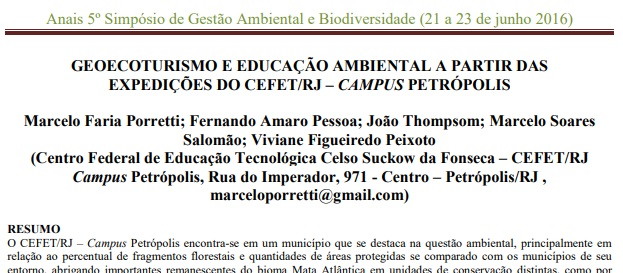 Anais 5º Simpósio de Gestão Ambiental e Biodiversidade (21 a 23 de junho 2016)
GEOECOTURISMO E EDUCAÇÃO AMBIENTAL A PARTIR DAS
EXPEDIÇÕES DO CEFET/RJ – CAMPUS PETRÓPOLIS
Marcelo Faria Porretti; Fernando Amaro Pessoa; João Thompsom; Marcelo Soares
Salomão; Viviane Figueiredo Peixoto
(Centro Federal de Educação Tecnológica Celso Suckow da Fonseca – CEFET/RJ
Campus Petrópolis, Rua do Imperador, 971 - Centro – Petrópolis/RJ ,
marceloporretti@gmail.com)
RESUMO
O CEFET/RJ – Campus Petrópolis encontra-se em um município que se destaca na questão ambiental, principalmente em
relação ao percentual de fragmentos florestais e quantidades de áreas protegidas se comparado com os municípios de seu
entorno, abrigando importantes remanescentes do bioma Mata Atlântica em unidades de conservação distintas, como por